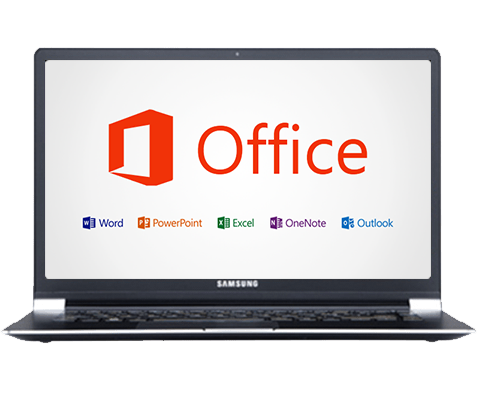 Office
Word PowerPoint Excel OneNote Outlook
SAMSUNG